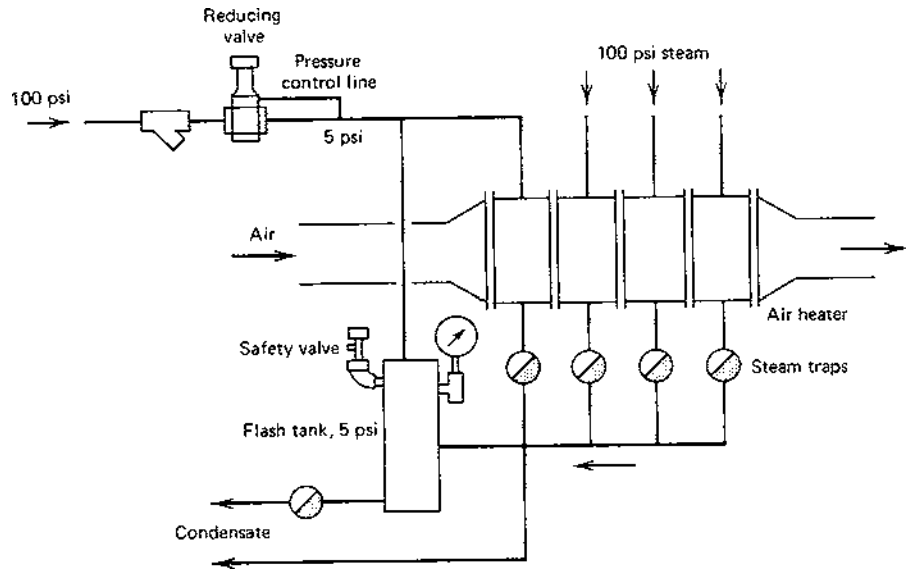 Reducing
valve
Pressure
control line
100 psi steam
100 psi
5 psi
Air
Air heater
Safety valve
Steam traps
Flash tank, 5 psi
Condensate